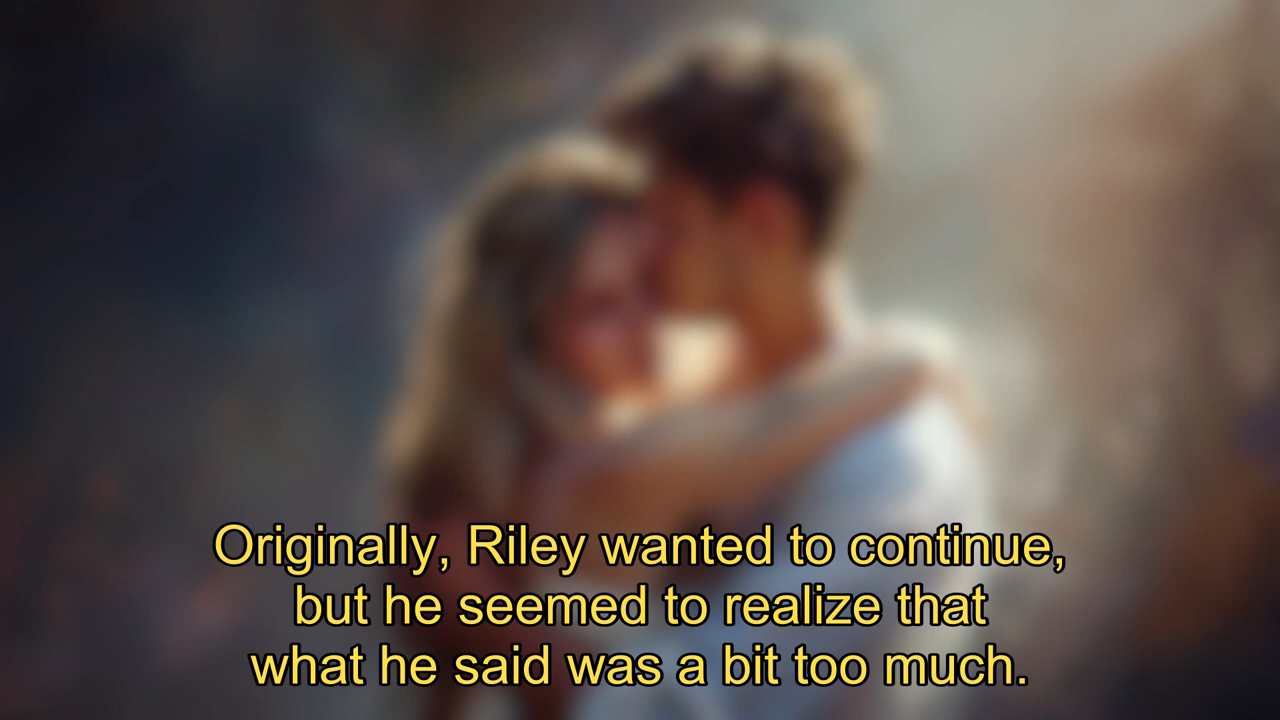 Originally, Riley wanted to continue,
but he seemed to realize that
what he said was a bit too much.